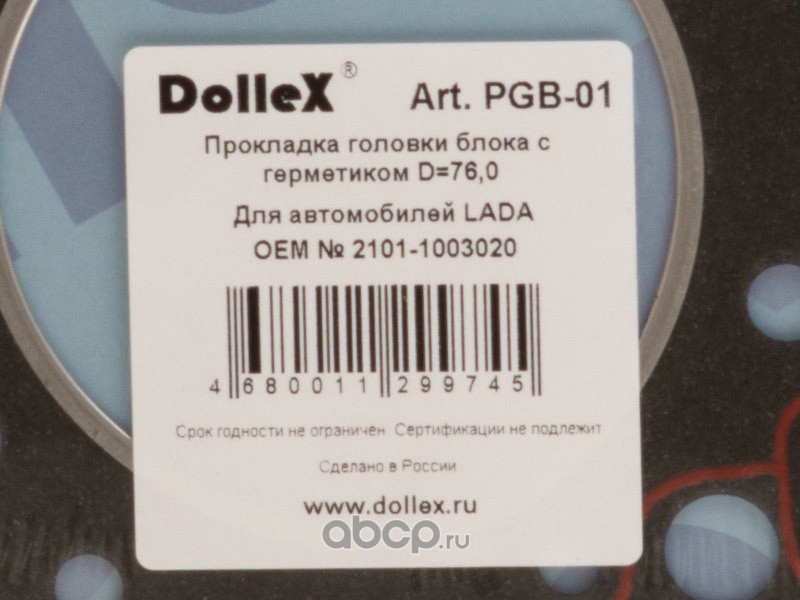 DolleX® Art. PGB-01
Прокладка головки блока с
герметиком D=76,0
Для автомобилей LADA
OEM № 2101-1003020
4 680011 299745
Срок годности не ограничен. Сертификации не подлежит
Сделано в России
www.dollex.ru
abcp.ru